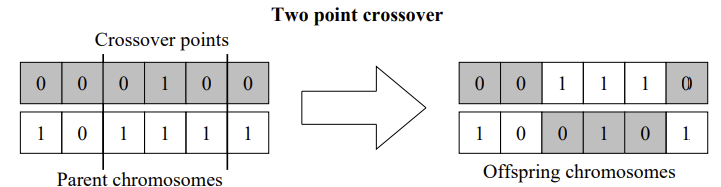 Two point crossover
Crossover points
0 0 0 1 0 0
1 0 1 1 1 1
Parent chromosomes
0 0 1 1 1 0
1 0 0 1 0 1
Offspring chromosomes